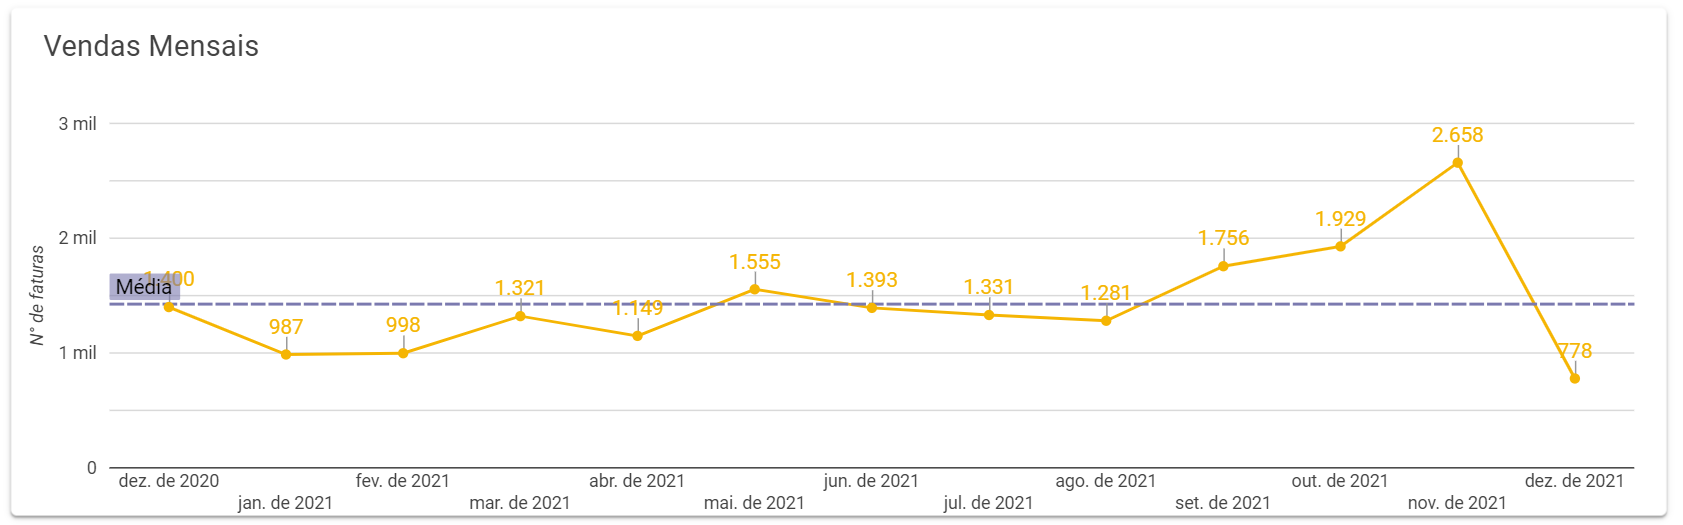 Vendas Mensais
3 mil
2 mil
1 mil
0
N° de faturas
Média
1.400
987
998
1.321
1.149
1.555
1.393
1.331
1.281
1.756
1.929
2.658
778
dez. de 2020
jan. de 2021
fev. de 2021
mar. de 2021
abr. de 2021
mai. de 2021
jun. de 2021
jul. de 2021
ago. de 2021
set. de 2021
out. de 2021
nov. de 2021
dez. de 2021